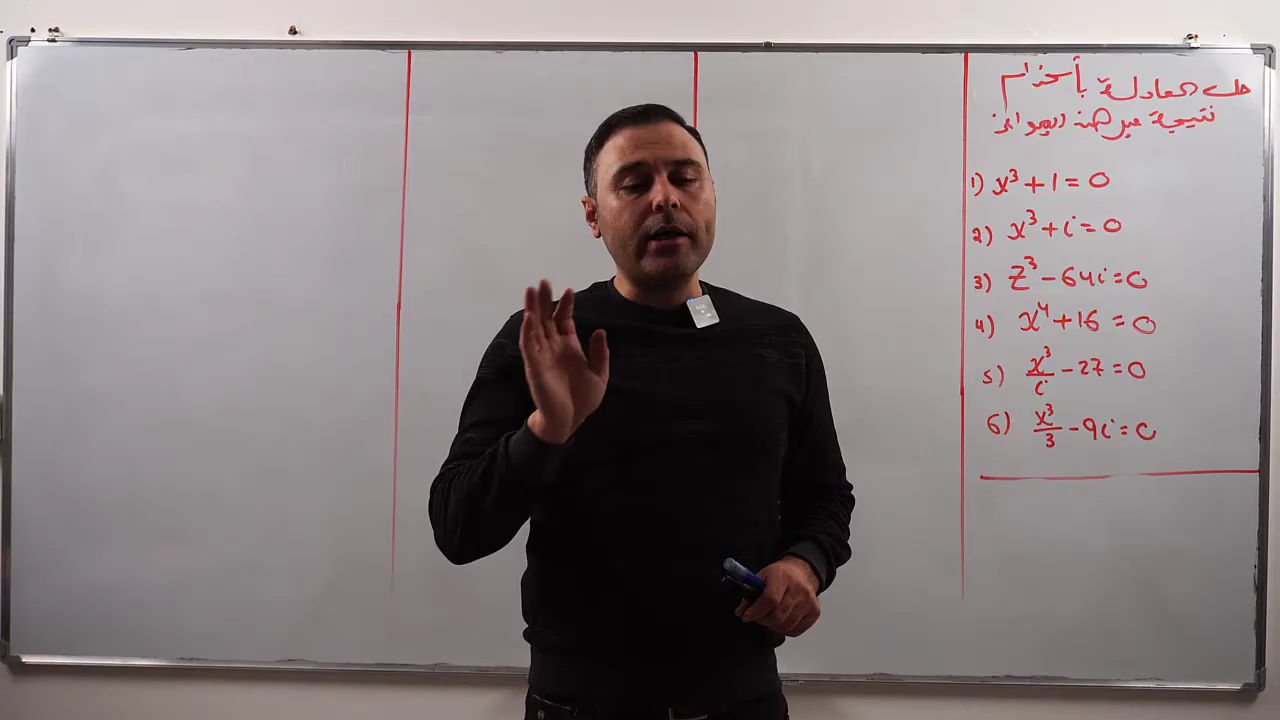 حل المعادلة بأستخدام
نتيجة مبرهنة ديموافر
1) x³ + 1 = 0
2) x³ + i = 0
3) z³ - 64i = 0
4) x⁴ + 16 = 0
5) x³/i - 27 = 0
6) x³/3 - 9i = 0